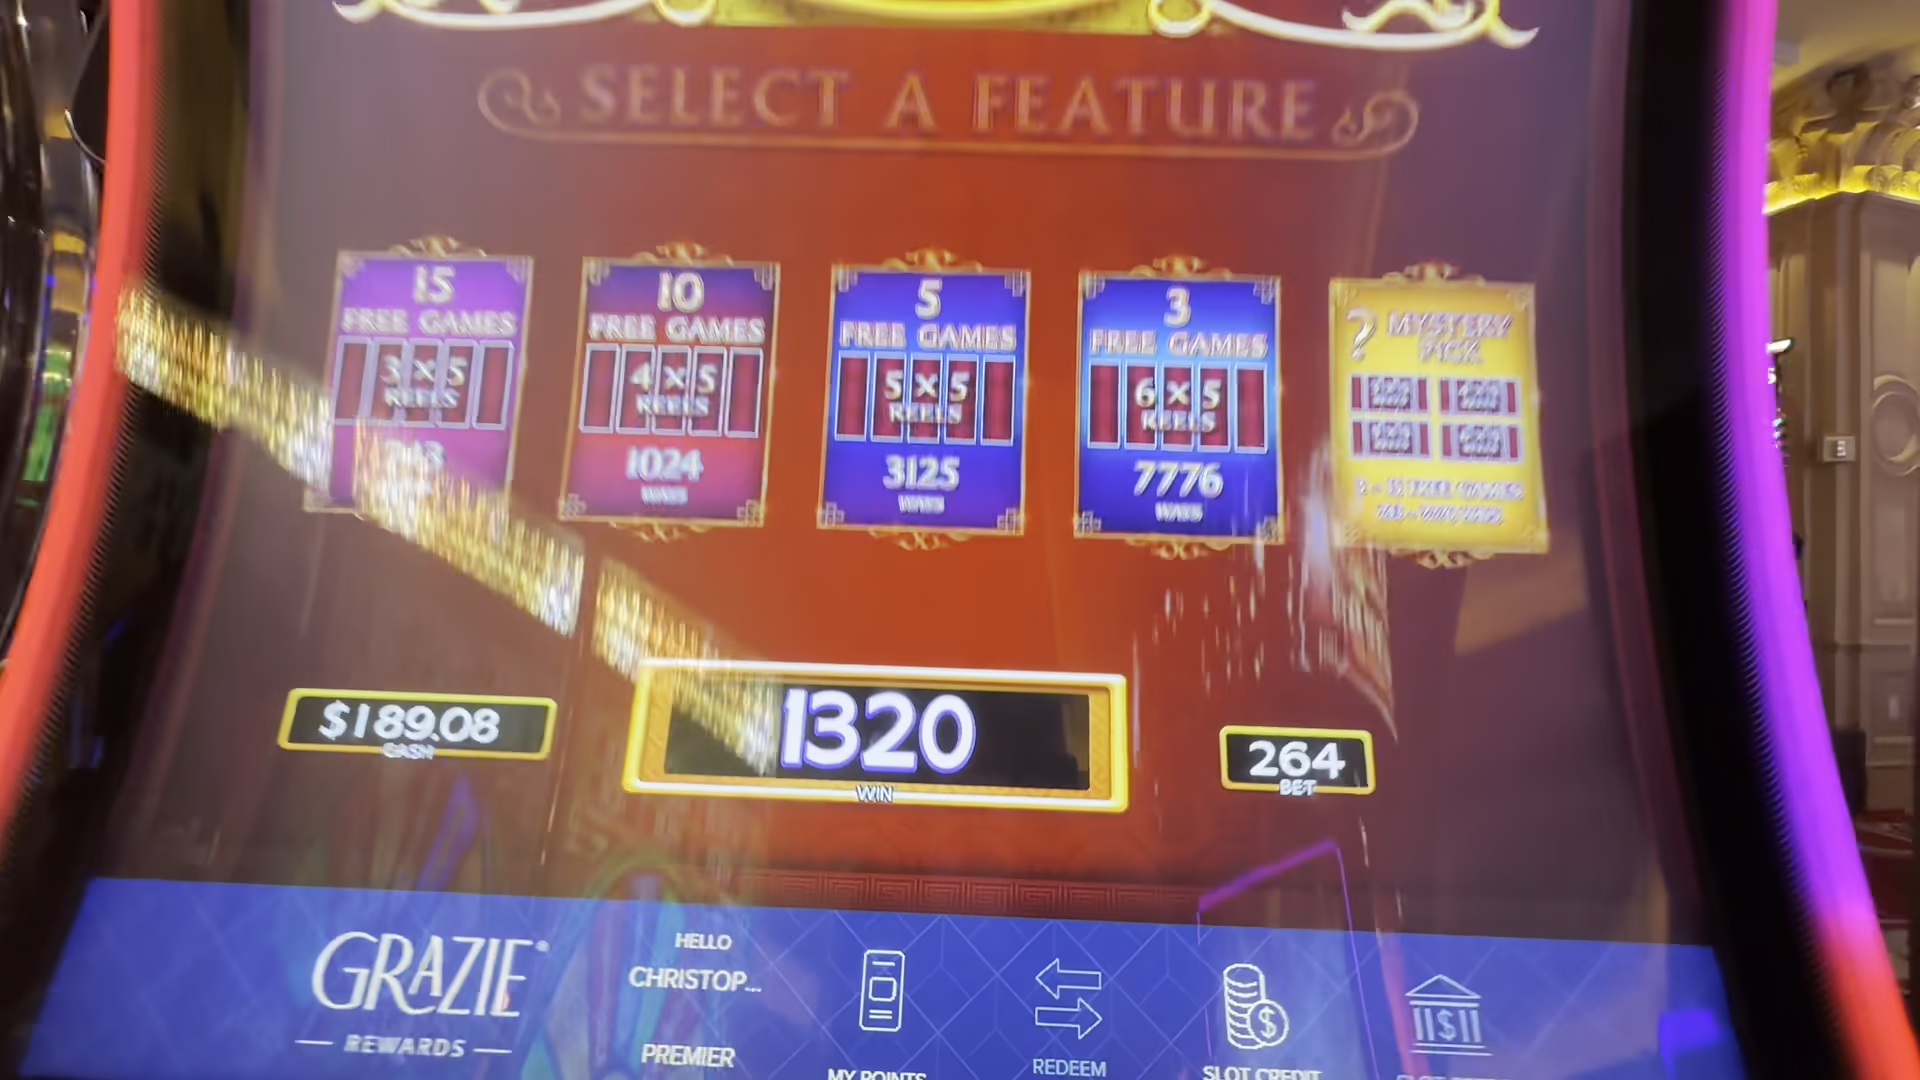 SELECT A FEATURE
15
FREE GAMES
3 x 5
REELS
243
10
FREE GAMES
4 x 5
REELS
1024
WAYS
5
FREE GAMES
5 x 5
REELS
3125
WAYS
3
FREE GAMES
6 x 5
REELS
7776
WAYS
? MYSTERY
PICK
$189.08
CASH
1320
WIN
264
BET
GRAZIE
REWARDS
HELLO
CHRISTOP...
PREMIER
MY POINTS
REDEEM
SLOT CREDIT